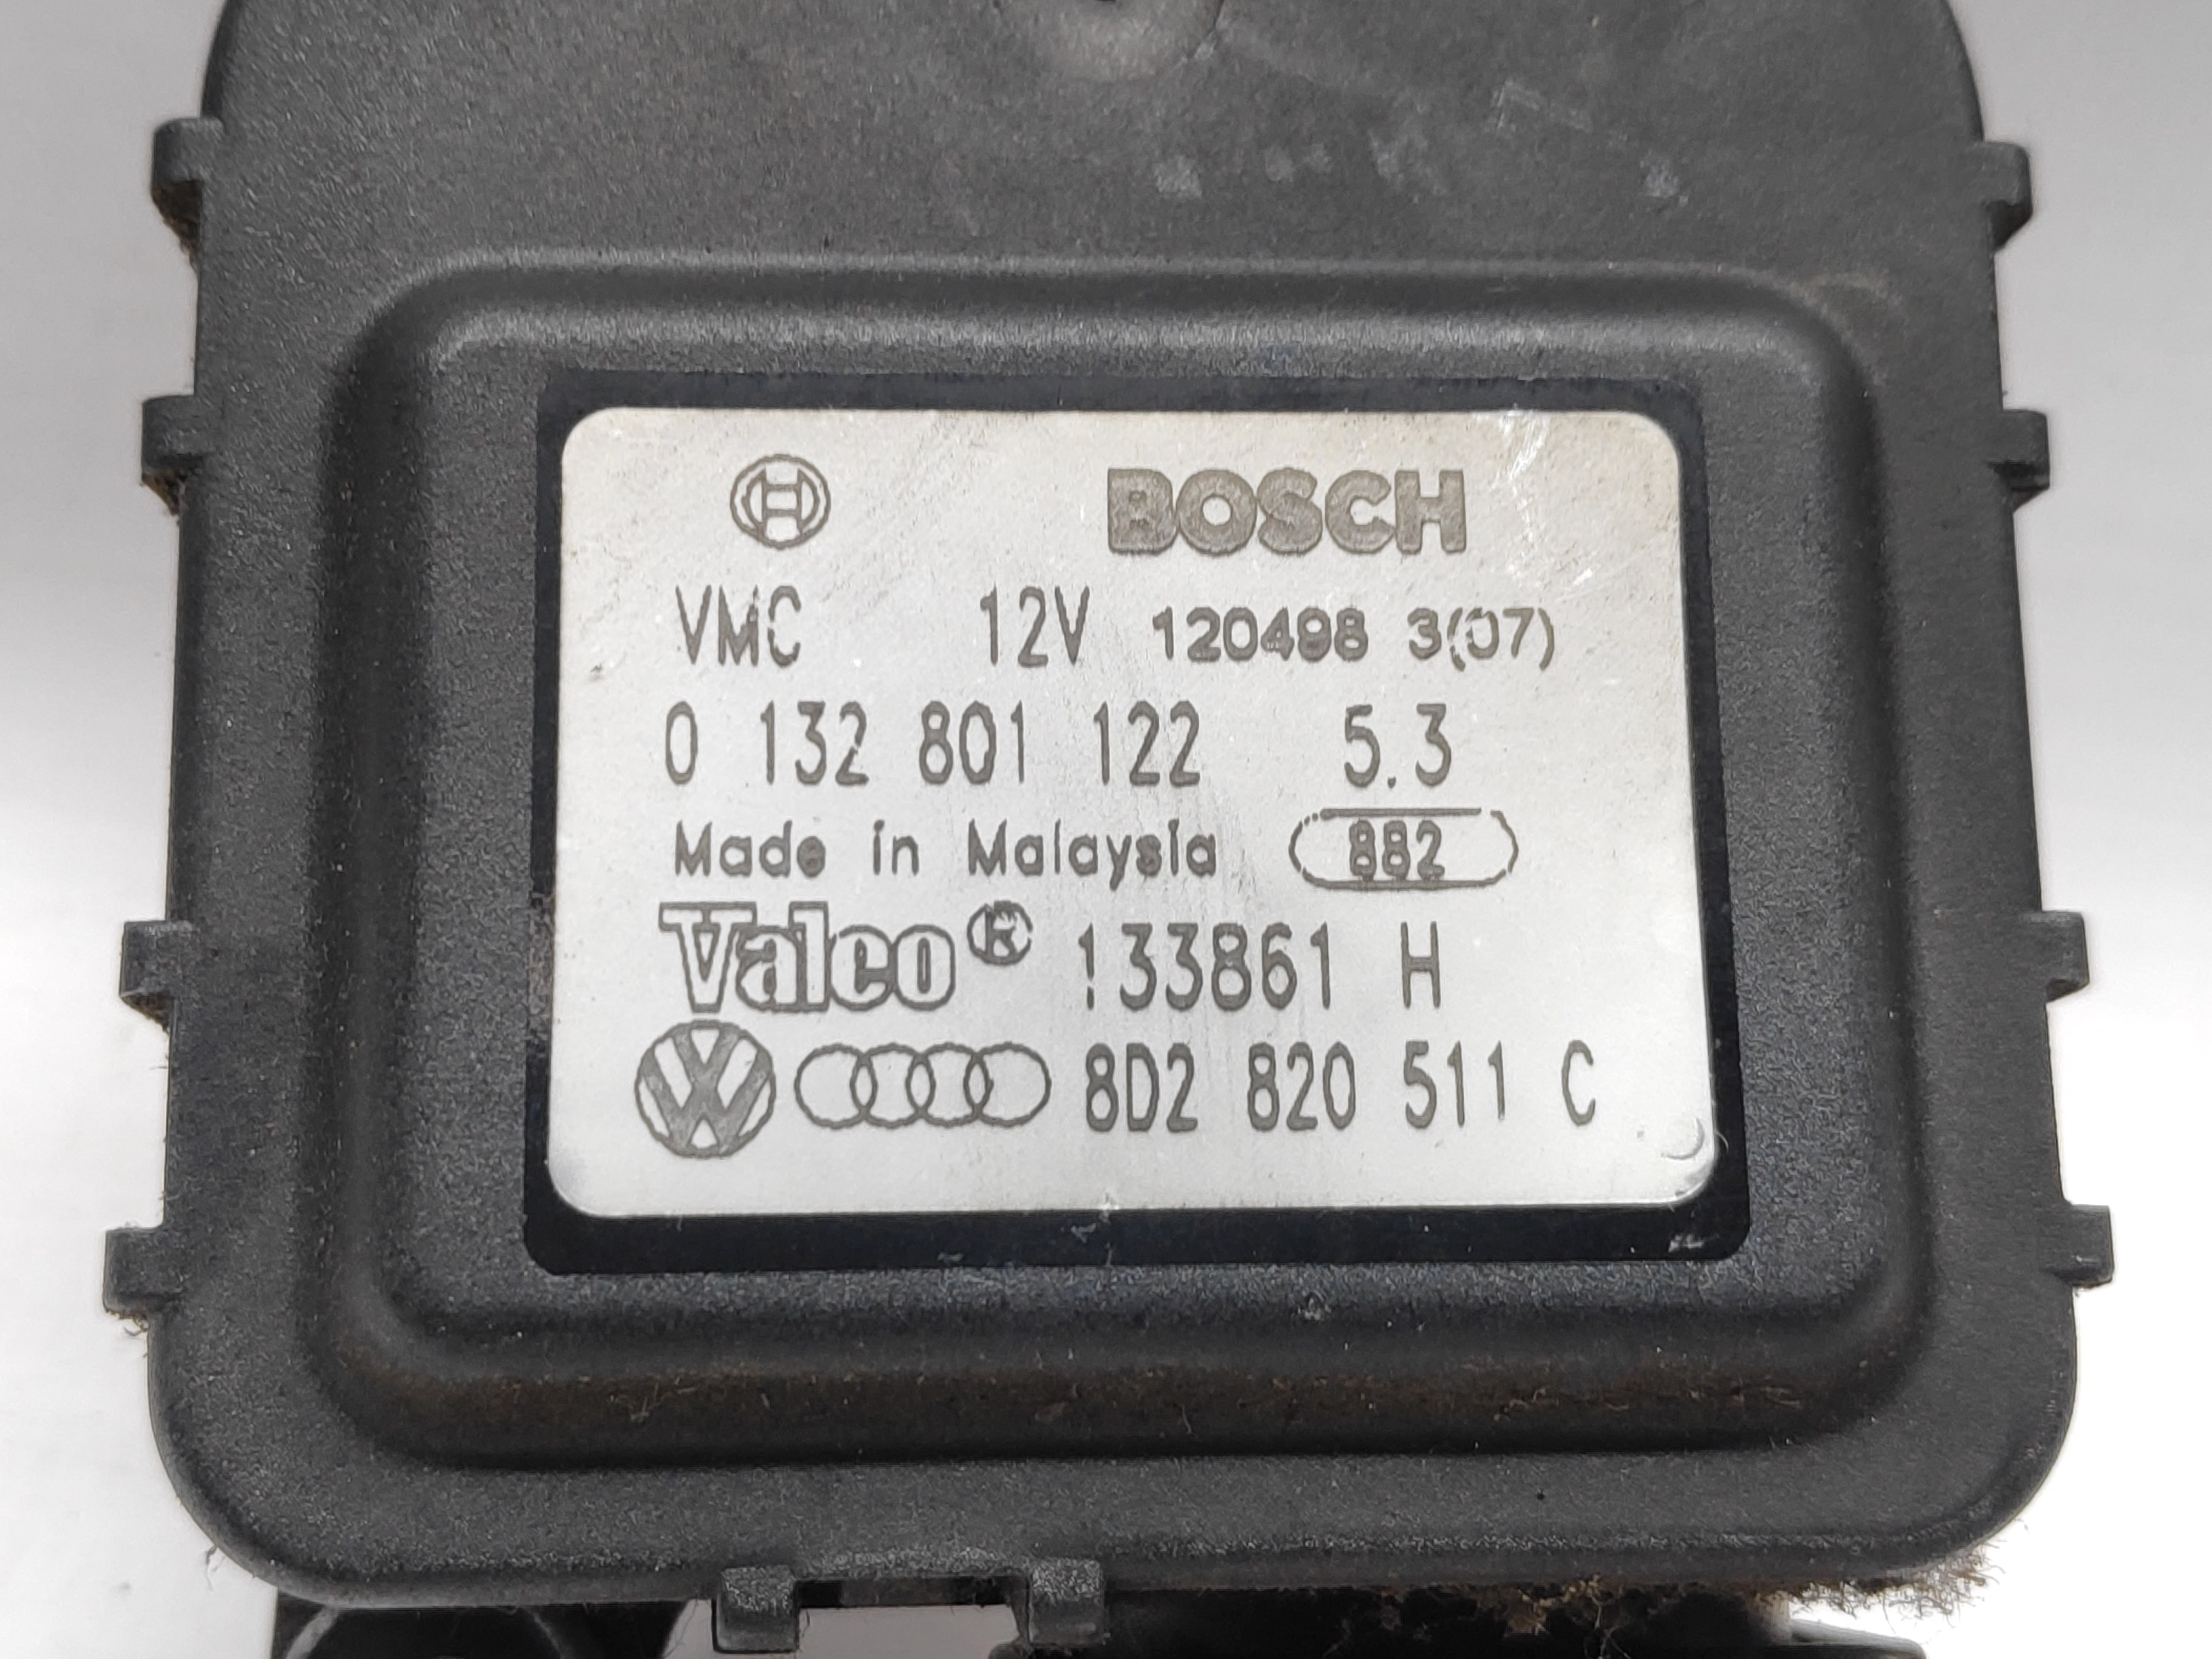 BOSCH
VMC 12V 120498 3(07)
0 132 801 122 5.3
Made in Malaysia 882
Valeo® 133861 H
8D2 820 511 C